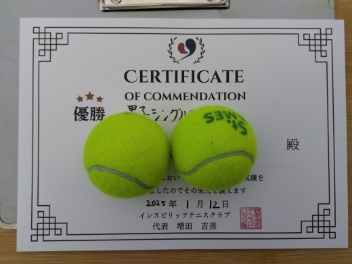 CERTIFICATE
OF COMMENDATION
優勝
男子シングル
St. JAMES
殿
2025年 1月 12日
インスピリッツテニスクラブ
代表 増田 吉彦